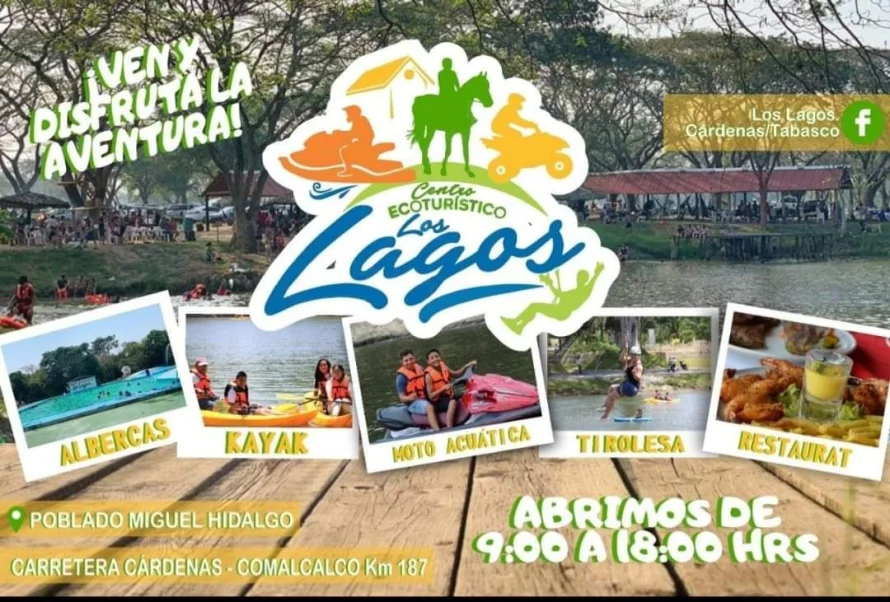 ¡VEN Y
DISFRUTA LA
AVENTURA!
Centro
ECOTURÍSTICO
Los
Lagos
Los Lagos.
Cárdenas/Tabasco
f
ALBERCAS
KAYAK
MOTO ACUÁTICA
TIROLESA
RESTAURAT
POBLADO MIGUEL HIDALGO
CARRETERA CÁRDENAS - COMALCALCO Km 187
ABRIMOS DE
9:00 A 18:00 HRS